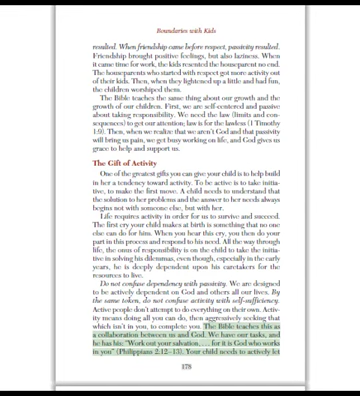 Boundaries with Kids
resulted. When friendship came before respect, passivity resulted.
Friendship brought positive feelings, but also laziness. When
it came time for work, the kids resented the houseparent no end.
The houseparents who started with respect got more activity out
of their kids. Then, when they lightened up a little and had fun,
the children worshiped them.
The Bible teaches the same thing about our growth and the
growth of our children. First, we are self-centered and passive
about taking responsibility. We need the law (limits and con-
sequences) to get our attention; law is for the lawless (1 Timothy
1:9). Then, when we realize that we aren't God and that passivity
will bring us pain, we get busy working on life, and God gives us
grace to help and support us.
The Gift of Activity
One of the greatest gifts you can give your child is to help build
in her a tendency toward activity. To be active is to take initia-
tive, to make the first move. A child needs to understand that
the solution to her problems and the answer to her needs always
begins not with someone else, but with her.
Life requires activity in order for us to survive and succeed.
The first cry your child makes at birth is something that no one
else can do for him. When you hear this cry, you then do your
part in this process and respond to his need. All the way through
life, the onus of responsibility is on the child to take the initia-
tive in solving his dilemmas, even though, especially in the early
years, he is deeply dependent upon his caretakers for the
resources to live.
Do not confuse dependency with passivity. We are designed
to be actively dependent on God and others all our lives. By
the same token, do not confuse activity with self-sufficiency.
Active people don't attempt to do everything on their own. Activ-
ity means doing all you can do, then aggressively seeking that
which isn't in you, to complete you. The Bible teaches this as
a collaboration between us and God. We have our tasks, and
he has his: "Work out your salvation, . . . for it is God who works
in you" (Philippians 2:12–13). Your child needs to actively let
178